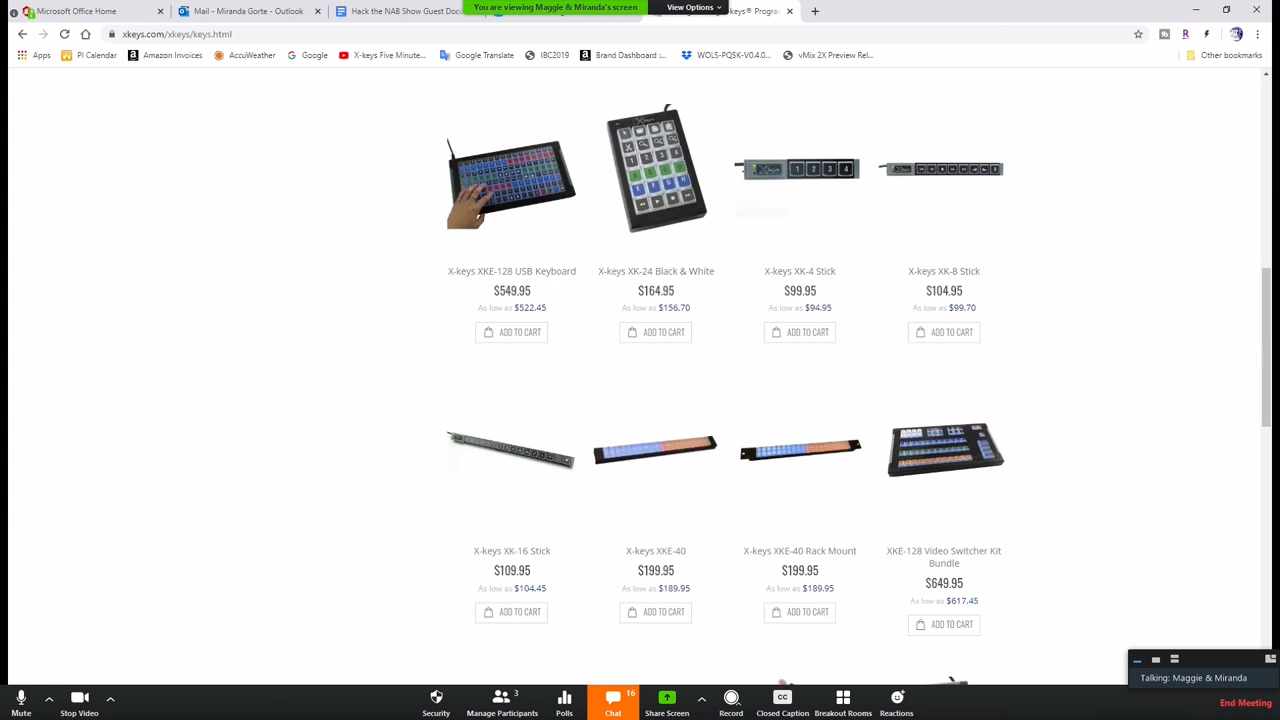 Microsoft Office Home
Mail - Miranda Gorte - Outlook
Hack the NAB Show Guest Doc
You are viewing Maggie & Miranda's screen
View Options
xkeys.com/xkeys/keys.html
Apps
PI Calendar
Amazon Invoices
AccuWeather
Google
X-keys Five Minute...
Google Translate
IBC2019
Brand Dashboard :...
WOLS-PQSK-V0.4.0...
vMix 2X Preview Rel...
Other bookmarks
X-keys XKE-128 USB Keyboard
$549.95
As low as $522.45
ADD TO CART
X-keys XK-24 Black & White
$164.95
As low as $156.70
ADD TO CART
X-keys XK-4 Stick
$99.95
As low as $94.95
ADD TO CART
X-keys XK-8 Stick
$104.95
As low as $99.70
ADD TO CART
X-keys XK-16 Stick
$109.95
As low as $104.45
ADD TO CART
X-keys XKE-40
$199.95
As low as $189.95
ADD TO CART
X-keys XKE-40 Rack Mount
$199.95
As low as $189.95
ADD TO CART
XKE-128 Video Switcher Kit
Bundle
$649.95
As low as $617.45
ADD TO CART
Talking: Maggie & Miranda
Mute
Stop Video
Security
3
Manage Participants
Polls
16
Chat
Share Screen
Record
CC
Closed Caption
Breakout Rooms
Reactions
End Meeting